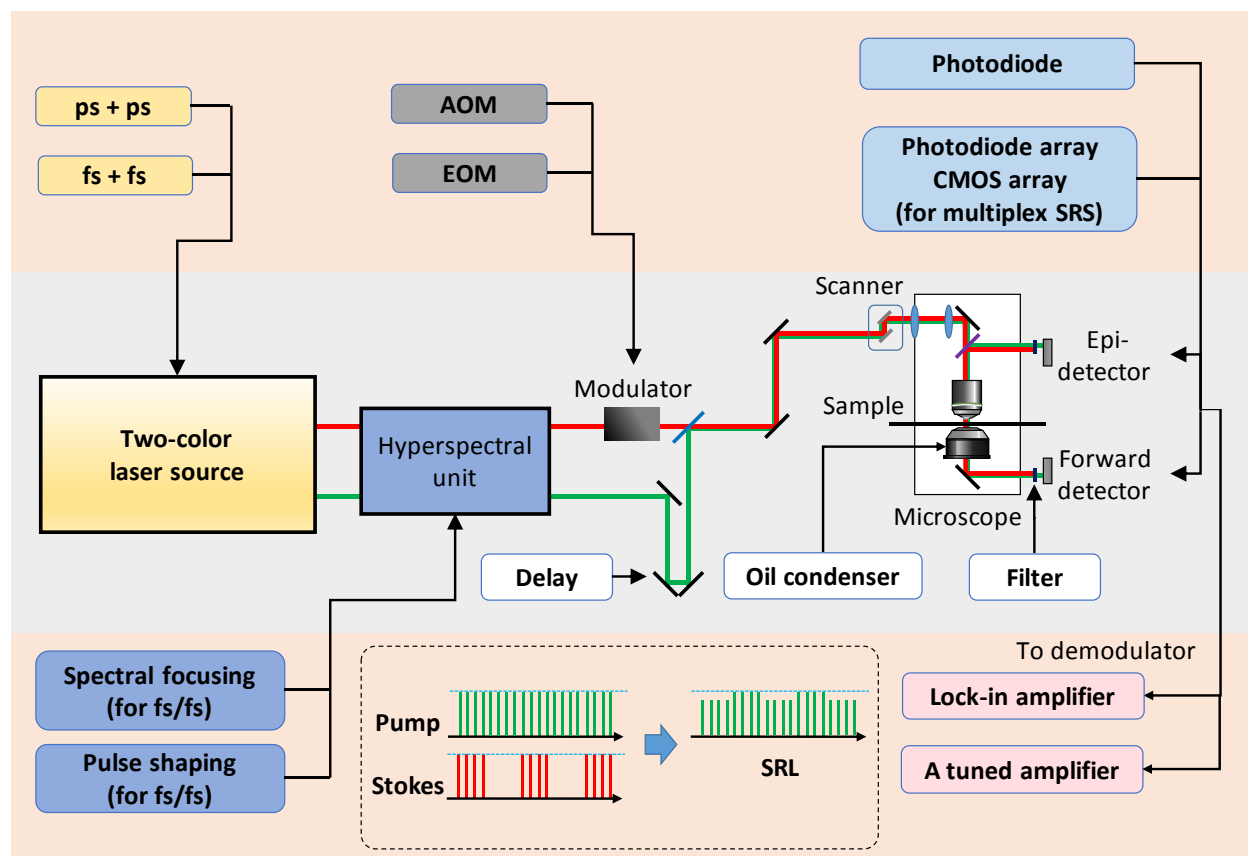 ps + ps
fs + fs
AOM
EOM
Photodiode
Photodiode array
CMOS array
(for multiplex SRS)
Scanner
Epi-
detector
Modulator
Sample
Two-color
laser source
Hyperspectral
unit
Forward
detector
Microscope
Delay
Oil condenser
Filter
To demodulator
Spectral focusing
(for fs/fs)
Pulse shaping
(for fs/fs)
Pump
Stokes
SRL
Lock-in amplifier
A tuned amplifier